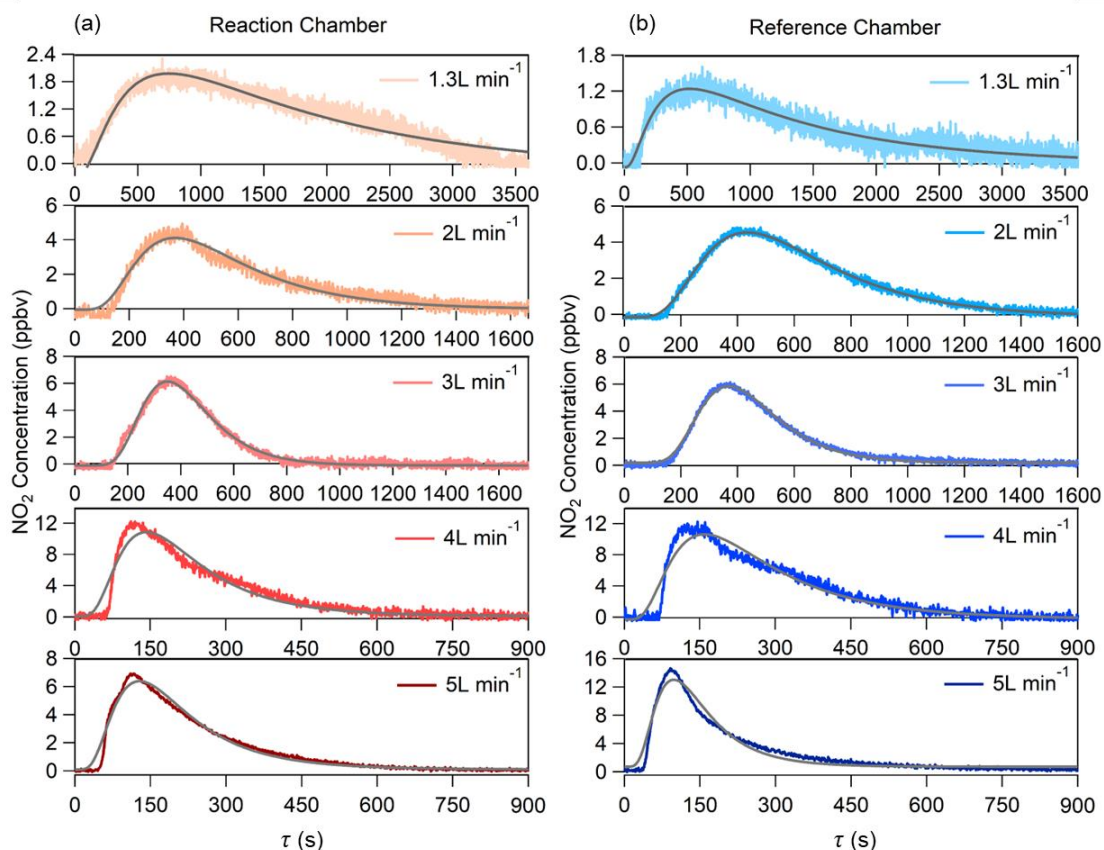 (a)
Reaction Chamber
2.4
1.8
1.2
0.6
0.0
1.3L min⁻¹
0 500 1000 1500 2000 2500 3000 3500
6
4
2
0
2L min⁻¹
0 200 400 600 800 1000 1200 1400 1600
8
6
4
2
0
3L min⁻¹
0 200 400 600 800 1000 1200 1400 1600
12
8
4
0
4L min⁻¹
0 150 300 450 600 750 900
8
6
4
2
0
5L min⁻¹
0 150 300 450 600 750 900
NO₂ Concentration (ppbv)
τ (s)
(b)
Reference Chamber
1.8
1.2
0.6
0.0
1.3L min⁻¹
0 500 1000 1500 2000 2500 3000 3500
6
4
2
0
2L min⁻¹
0 200 400 600 800 1000 1200 1400 1600
8
6
4
2
0
3L min⁻¹
0 200 400 600 800 1000 1200 1400 1600
12
8
4
0
4L min⁻¹
0 150 300 450 600 750 900
16
12
8
4
0
5L min⁻¹
0 150 300 450 600 750 900
NO₂ Concentration (ppbv)
τ (s)